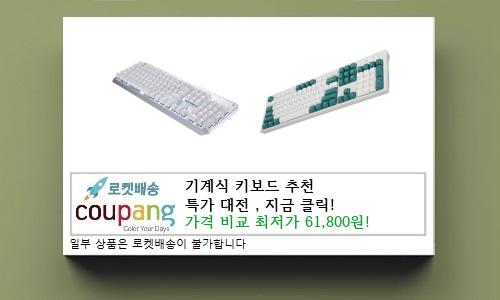 로켓배송
coupang
Color Your Days
기계식 키보드 추천
특가 대전 , 지금 클릭!
가격 비교 최저가 61,800원!
일부 상품은 로켓배송이 불가합니다